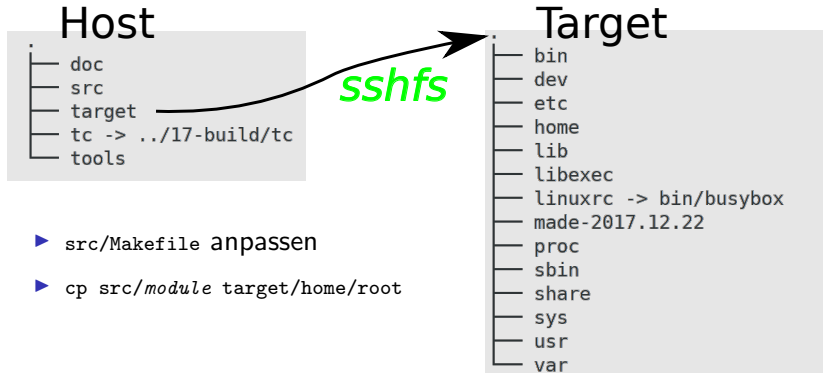 Host
.
├── doc
├── src
├── target
├── tc -> ../17-build/tc
└── tools
sshfs
▶ src/Makefile anpassen
▶ cp src/module target/home/root
Target
.
├── bin
├── dev
├── etc
├── home
├── lib
├── libexec
├── linuxrc -> bin/busybox
├── made-2017.12.22
├── proc
├── sbin
├── share
├── sys
├── usr
└── var